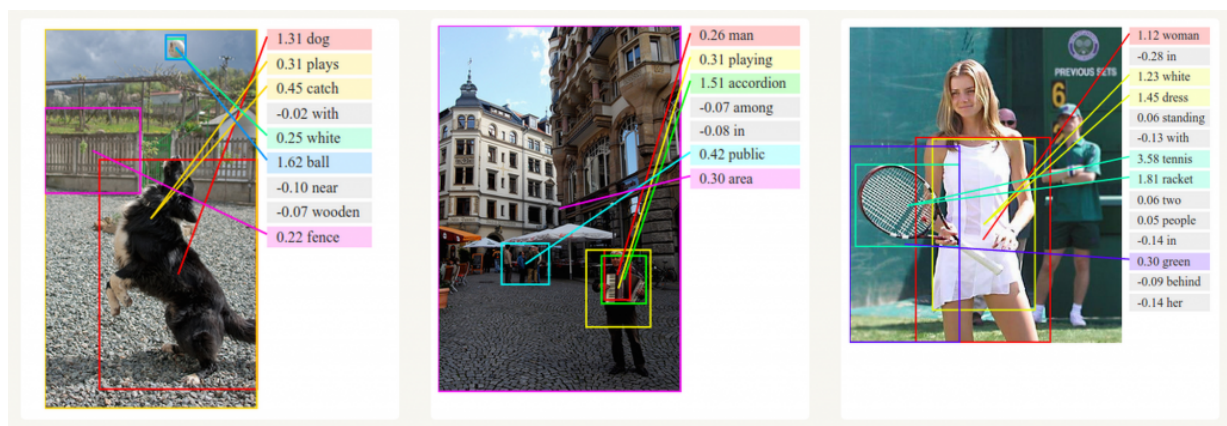 1.31 dog
0.31 plays
0.45 catch
-0.02 with
0.25 white
1.62 ball
-0.10 near
-0.07 wooden
0.22 fence
0.26 man
0.31 playing
1.51 accordion
-0.07 among
-0.08 in
0.42 public
0.30 area
PREVIOUS SETS
6
1.12 woman
-0.28 in
1.23 white
1.45 dress
0.06 standing
-0.13 with
3.58 tennis
1.81 racket
0.06 two
0.05 people
-0.14 in
0.30 green
-0.09 behind
-0.14 her